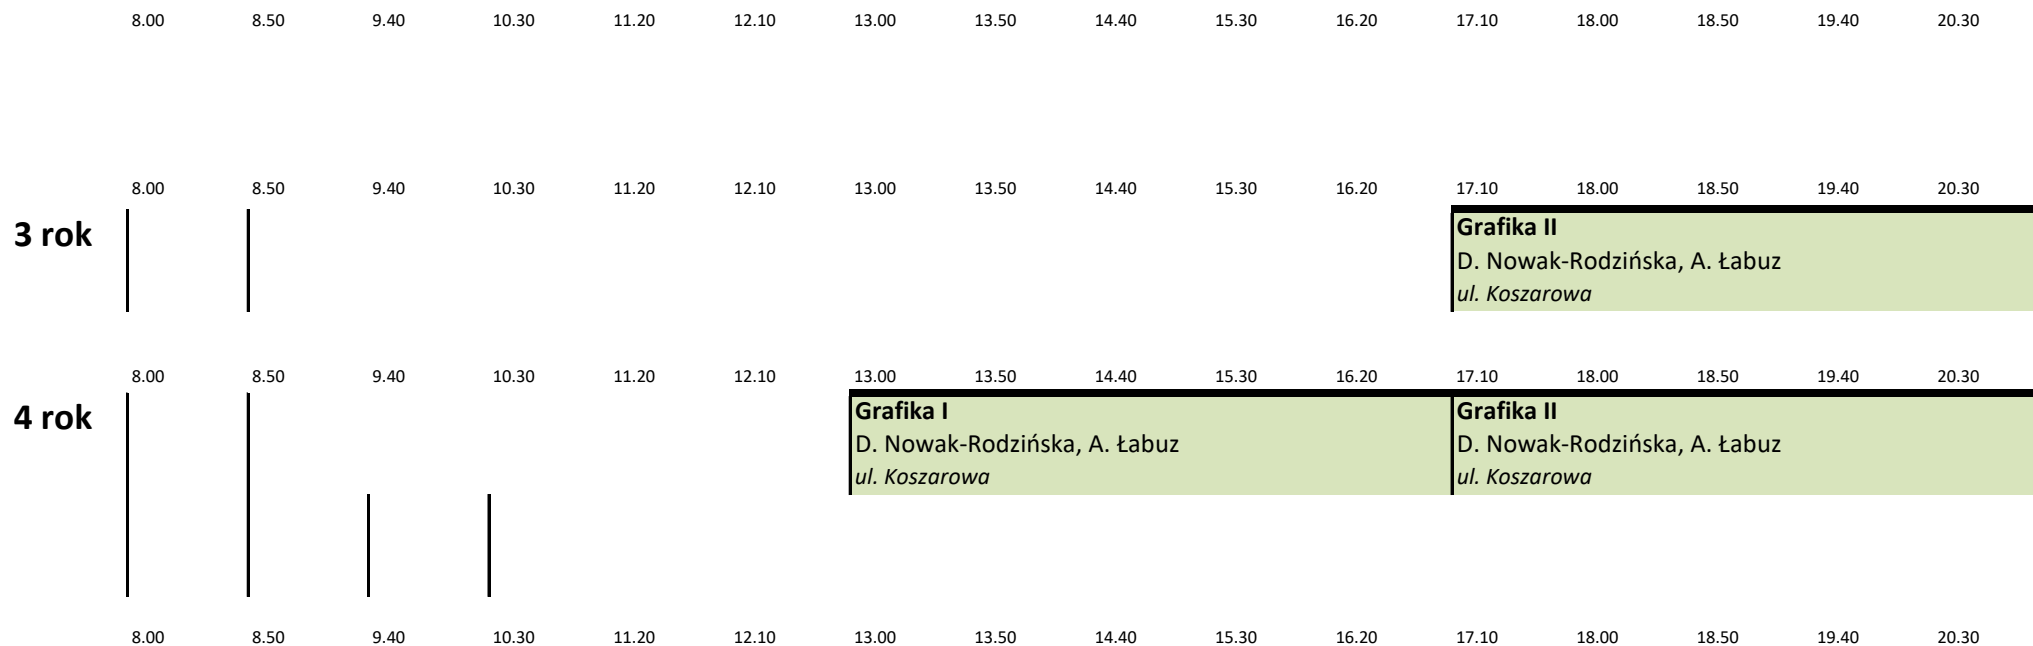 8.00 8.50 9.40 10.30 11.20 12.10 13.00 13.50 14.40 15.30 16.20 17.10 18.00 18.50 19.40 20.30
8.00 8.50 9.40 10.30 11.20 12.10 13.00 13.50 14.40 15.30 16.20 17.10 18.00 18.50 19.40 20.30
3 rok
Grafika II
D. Nowak-Rodzińska, A. Łabuz
ul. Koszarowa
8.00 8.50 9.40 10.30 11.20 12.10 13.00 13.50 14.40 15.30 16.20 17.10 18.00 18.50 19.40 20.30
4 rok
Grafika I
D. Nowak-Rodzińska, A. Łabuz
ul. Koszarowa
Grafika II
D. Nowak-Rodzińska, A. Łabuz
ul. Koszarowa
8.00 8.50 9.40 10.30 11.20 12.10 13.00 13.50 14.40 15.30 16.20 17.10 18.00 18.50 19.40 20.30